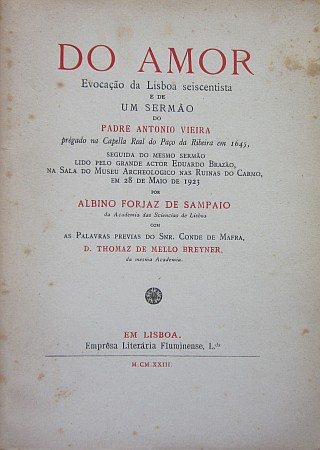 DO AMOR
Evocação da Lisboa seiscentista
E DE
UM SERMÃO
DO
PADRE ANTONIO VIEIRA
prégado na Capella Real do Paço da Ribeira em 1645,
SEGUIDA DO MESMO SERMÃO
LIDO PELO GRANDE ACTOR EDUARDO BRAZÃO,
NA SALA DO MUSEU ARCHEOLOGICO NAS RUINAS DO CARMO,
EM 28 DE MAIO DE 1923
POR
ALBINO FORJAZ DE SAMPAIO
da Academia das Sciencias de Lisboa
COM
AS PALAVRAS PREVIAS DO SNR. CONDE DE MAFRA,
D. THOMAZ DE MELLO BREYNER,
da mesma Academia.
EM LISBOA,
Emprêsa Literária Fluminense, L.da
M.CM.XXIII.